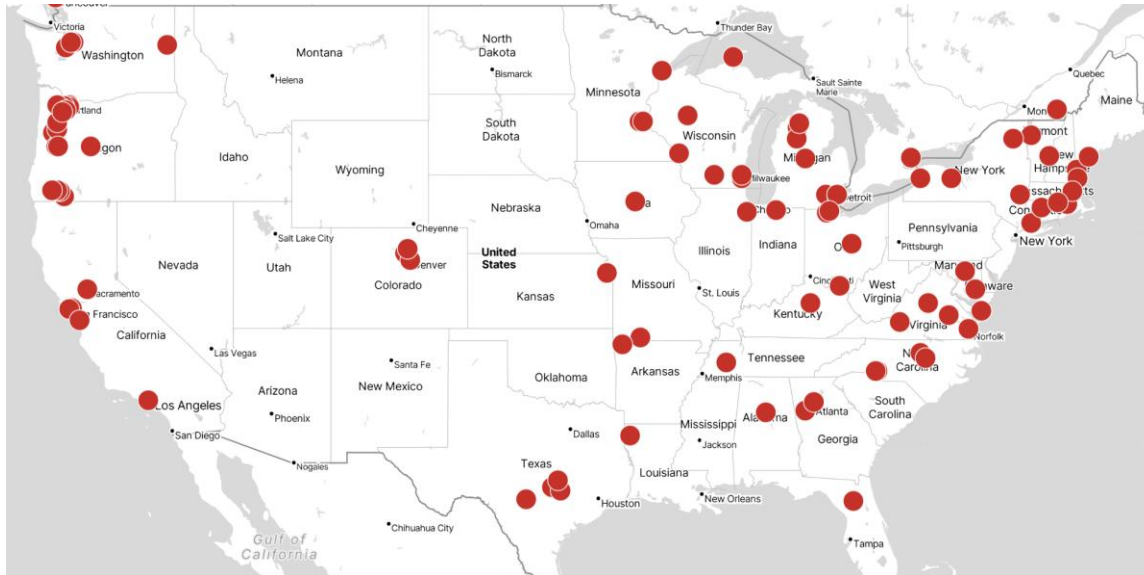 Victoria
Thunder Bay
Quebec
Washington
Montana
North
Dakota
Helena
Bismarck
Minnesota
Sault Sainte
Marie
Maine
South
Dakota
Wisconsin
Idaho
Wyoming
New York
Milwaukee
Nebraska
Omaha
Cheyenne
Salt Lake City
United
States
Pennsylvania
Pittsburgh
New York
Nevada
Utah
Colorado
Illinois
Indiana
Sacramento
Kansas
Missouri
St. Louis
West
Virginia
California
Kentucky
Virginia
Norfolk
Las Vegas
Santa Fe
Arizona
New Mexico
Oklahoma
Arkansas
Memphis
Tennessee
South
Carolina
Los Angeles
Phoenix
San Diego
Dallas
Mississippi
Jackson
Atlanta
Georgia
Nogales
Texas
Louisiana
Houston
New Orleans
Chihuahua City
Gulf of
California
Tampa